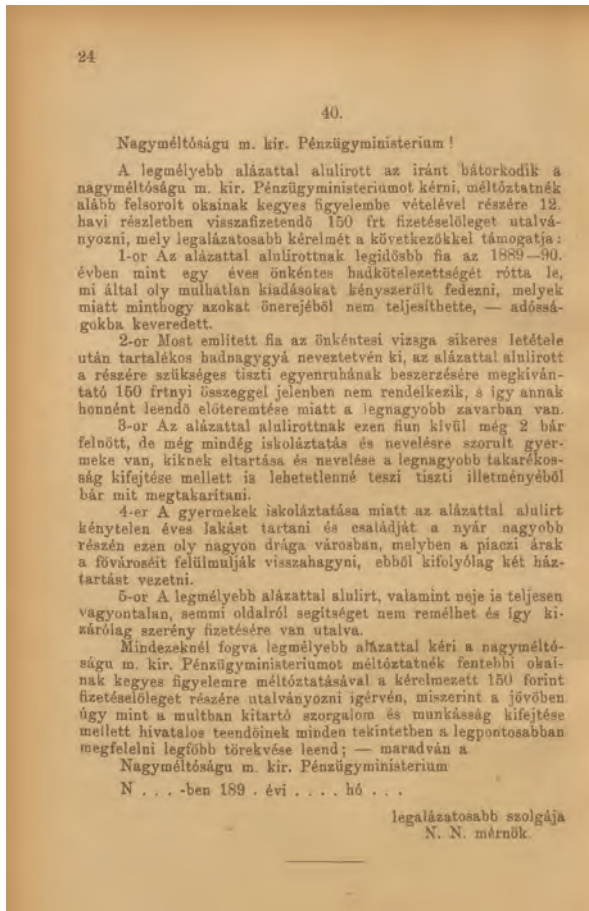 24
40.
Nagyméltóságu m. kir. Pénzügyministerium!
A legmélyebb alázattal alulirott az iránt bátorkodik a
nagyméltóságu m. kir. Pénzügyministeriumot kérni, méltóztatnék
alább felsorolt okainak kegyes figyelembe vételével részére 12.
havi részletben visszafizetendő 150 frt fizetéselőleget utalvá-
nyozni, mely legalázatosabb kérelmét a következőkkel támogatja:
1-or Az alázattal alulirottnak legidősbb fia az 1889—90.
évben mint egy éves önkéntes hadkötelezettségét rótta le,
mi által oly mulhatlan kiadásokat kényszerült fedezni, melyek
miatt minthogy azokat önerejéből nem teljesíthette, — adóssá-
gokba keveredett.
2-or Most emlitett fia az önkéntesi vizsga sikeres letétele
után tartalékos hadnagygyá neveztetvén ki, az alázattal alulirott
a részére szükséges tiszti egyenruhának beszerzésére megkiván-
tató 150 frtnyi összeggel jelenben nem rendelkezik, s igy annak
honnént leendő előteremtése miatt a legnagyobb zavarban van.
3-or Az alázattal alulirottnak ezen fiun kivül még 2 bár
felnött, de még mindég iskoláztatás és nevelésre szorult gyer-
meke van, kiknek eltartása és nevelése a legnagyobb takarékos-
ság kifejtése mellett is lehetetlenné teszi tiszti illetményéből
bár mit megtakarítani.
4-er A gyermekek iskoláztatása miatt az alázattal alulirt
kénytelen éves lakást tartani és családját a nyár nagyobb
részén ezen oly nagyon drága városban, melyben a piaczi árak
a fővároséit felülmulják visszahagyni, ebből kifolyólag két ház-
tartást vezetni.
5-or A legmélyebb alázattal alulirt, valamint neje is teljesen
vagyontalan, semmi oldalról segitséget nem remélhet és így ki-
zárólag szerény fizetésére van utalva.
Mindezeknél fogva legmélyebb alázattal kéri a nagyméltó-
ságu m. kir. Pénzügyministeriumot méltóztatnék fentebbi okai-
nak kegyes figyelemre méltóztatásával a kérelmezett 150 forint
fizetéselőleget részére utalványozni igérvén, miszerint a jövőben
úgy mint a multban kitartó szorgalom és munkásság kifejtése
mellett hivatalos teendőinek minden tekintetben a legpontosabban
megfelelni legfőbb törekvése leend; — maradván a
Nagyméltóságu m. kir. Pénzügyministerium
N . . . -ben 189 . évi . . . . hó . . .
legalázatosabb szolgája
N. N. mérnök.